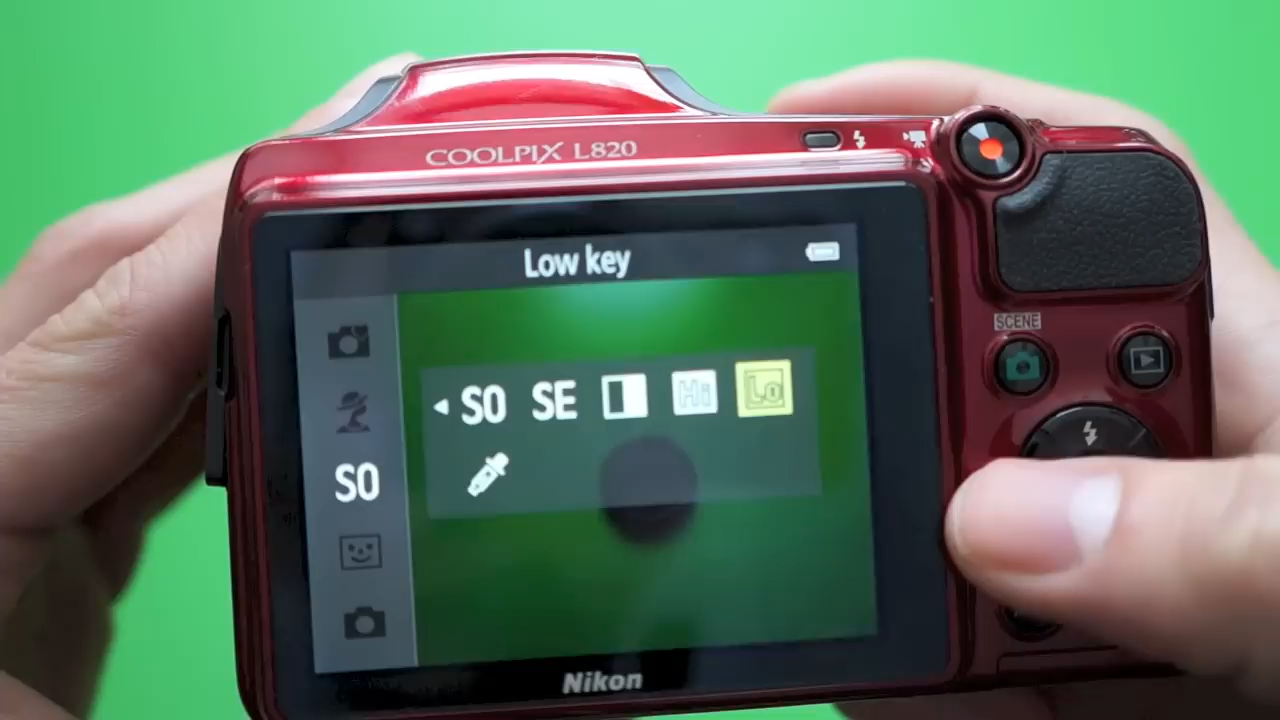 COOLPIX L820
Low key
SCENE
SO SE Hi Lo
SO
Nikon